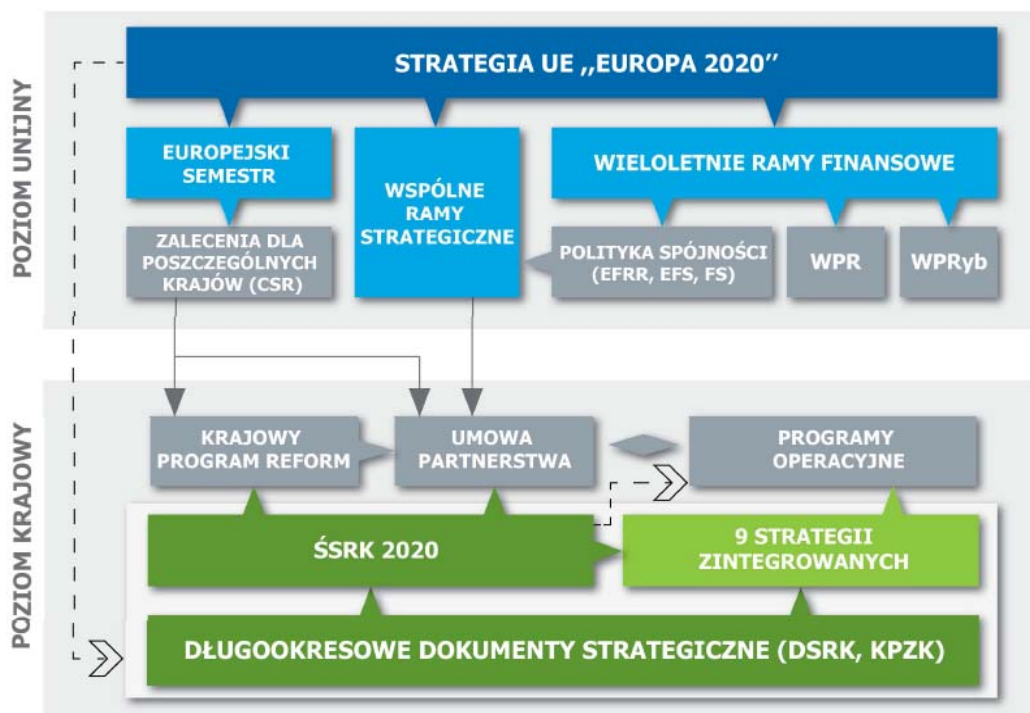 POZIOM UNIJNY
STRATEGIA UE „EUROPA 2020”
EUROPEJSKI
SEMESTR
WSPÓLNE
RAMY
STRATEGICZNE
WIELOLETNIE RAMY FINANSOWE
ZALECENIA DLA
POSZCZEGÓLNYCH
KRAJÓW (CSR)
POLITYKA SPÓJNOŚCI
(EFRR, EFS, FS)
WPR
WPRyb
POZIOM KRAJOWY
KRAJOWY
PROGRAM REFORM
UMOWA
PARTNERSTWA
PROGRAMY
OPERACYJNE
ŚSRK 2020
9 STRATEGII
ZINTEGROWANYCH
DŁUGOOKRESOWE DOKUMENTY STRATEGICZNE (DSRK, KPZK)